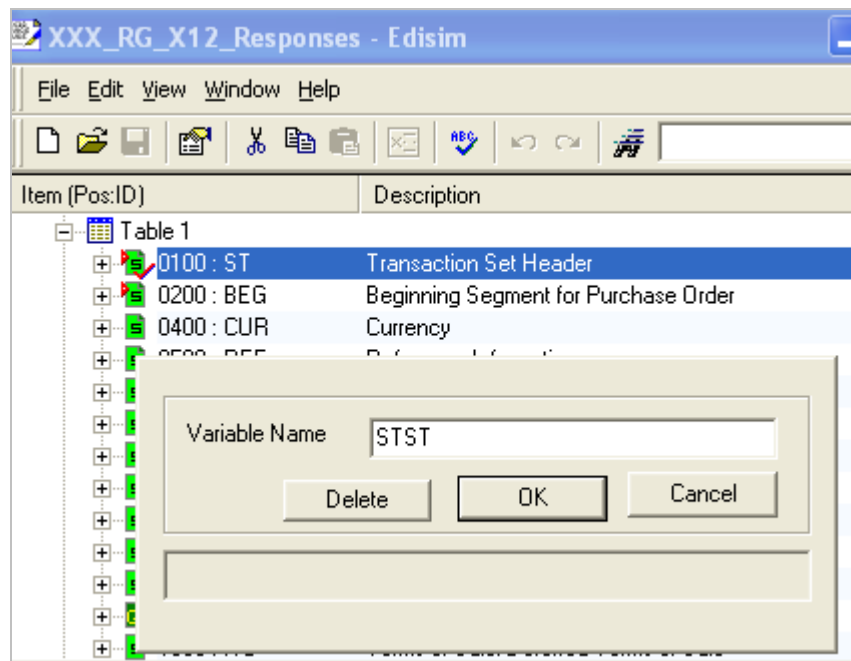 XXX_RG_X12_Responses - Edisim
File Edit View Window Help
ABC
Item (Pos:ID) Description
Table 1
0100 : ST Transaction Set Header
0200 : BEG Beginning Segment for Purchase Order
0400 : CUR Currency
Variable Name STST
Delete OK Cancel